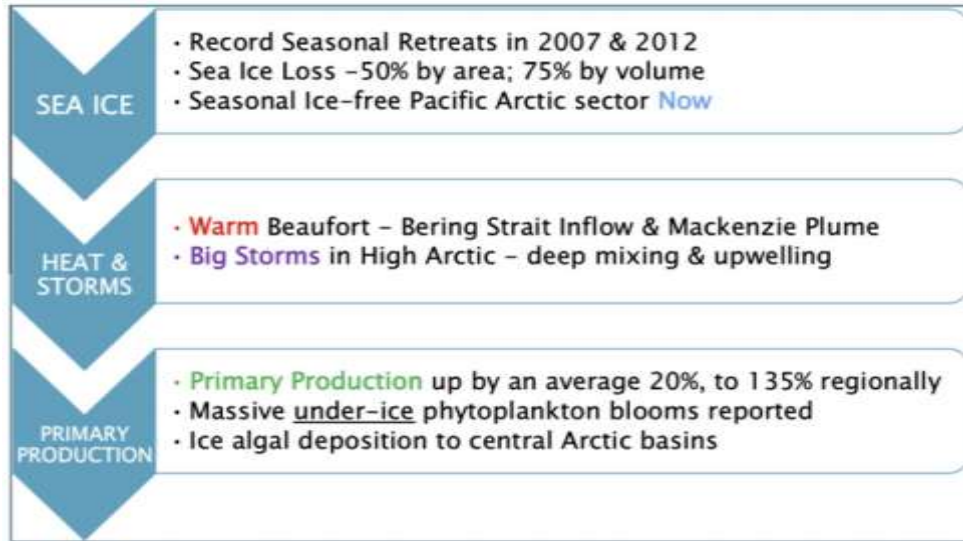 SEA ICE
· Record Seasonal Retreats in 2007 & 2012
· Sea Ice Loss -50% by area; 75% by volume
· Seasonal Ice-free Pacific Arctic sector Now
HEAT &
STORMS
· Warm Beaufort – Bering Strait Inflow & Mackenzie Plume
· Big Storms in High Arctic – deep mixing & upwelling
PRIMARY
PRODUCTION
· Primary Production up by an average 20%, to 135% regionally
· Massive under-ice phytoplankton blooms reported
· Ice algal deposition to central Arctic basins